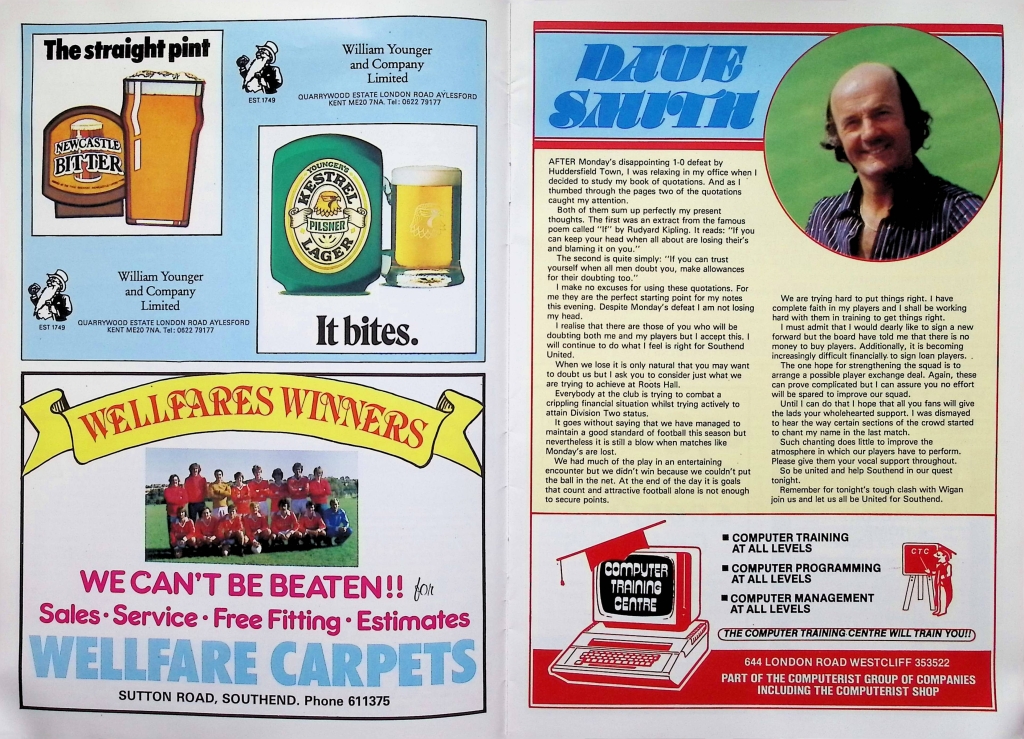 The straight pint
NEWCASTLE
BITTER
EST. 1749
William Younger
and Company
Limited
QUARRYWOOD ESTATE LONDON ROAD AYLESFORD
KENT ME20 7NA. Tel: 0622 79177
YOUNGER'S
KESTREL
PILSNER
LAGER
It bites.
EST 1749
William Younger
and Company
Limited
QUARRYWOOD ESTATE LONDON ROAD AYLESFORD
KENT ME20 7NA. Tel: 0622 79177
WELLFARES WINNERS
WE CAN'T BE BEATEN!! for
Sales · Service · Free Fitting · Estimates
WELLFARE CARPETS
SUTTON ROAD, SOUTHEND. Phone 611375
DAVE
SMITH
AFTER Monday's disappointing 1-0 defeat by
Huddersfield Town, I was relaxing in my office when I
decided to study my book of quotations. And as I
thumbed through the pages two of the quotations
caught my attention.
Both of them sum up perfectly my present
thoughts. The first was an extract from the famous
poem called "If" by Rudyard Kipling. It reads: "If you
can keep your head when all about are losing their's
and blaming it on you."
The second is quite simply: "If you can trust
yourself when all men doubt you, make allowances
for their doubting too."
I make no excuses for using these quotations. For
me they are the perfect starting point for my notes
this evening. Despite Monday's defeat I am not losing
my head.
I realise that there are those of you who will be
doubting both me and my players but I accept this. I
will continue to do what I feel is right for Southend
United.
When we lose it is only natural that you may want
to doubt us but I ask you to consider just what we
are trying to achieve at Roots Hall.
Everybody at the club is trying to combat a
crippling financial situation whilst trying actively to
attain Division Two status.
It goes without saying that we have managed to
maintain a good standard of football this season but
nevertheless it is still a blow when matches like
Monday's are lost.
We had much of the play in an entertaining
encounter but we didn't win because we couldn't put
the ball in the net. At the end of the day it is goals
that count and attractive football alone is not enough
to secure points.
We are trying hard to put things right. I have
complete faith in my players and I shall be working
hard with them in training to get things right.
I must admit that I would dearly like to sign a new
forward but the board have told me that there is no
money to buy players. Additionally, it is becoming
increasingly difficult financially to sign loan players.
The one hope for strengthening the squad is to
arrange a possible player exchange deal. Again, these
can prove complicated but I can assure you no effort
will be spared to improve our squad.
Until I can do that I hope that all you fans will give
the lads your wholehearted support. I was dismayed
to hear the way certain sections of the crowd started
to chant my name in the last match.
Such chanting does little to improve the
atmosphere in which our players have to perform.
Please give them your vocal support throughout.
So be united and help Southend in our quest
tonight.
Remember for tonight's tough clash with Wigan
join us and let us all be United for Southend.
COMPUTER
TRAINING
CENTRE
■ COMPUTER TRAINING
AT ALL LEVELS
■ COMPUTER PROGRAMMING
AT ALL LEVELS
■ COMPUTER MANAGEMENT
AT ALL LEVELS
CTC
THE COMPUTER TRAINING CENTRE WILL TRAIN YOU!!
644 LONDON ROAD WESTCLIFF 353522
PART OF THE COMPUTERIST GROUP OF COMPANIES
INCLUDING THE COMPUTERIST SHOP